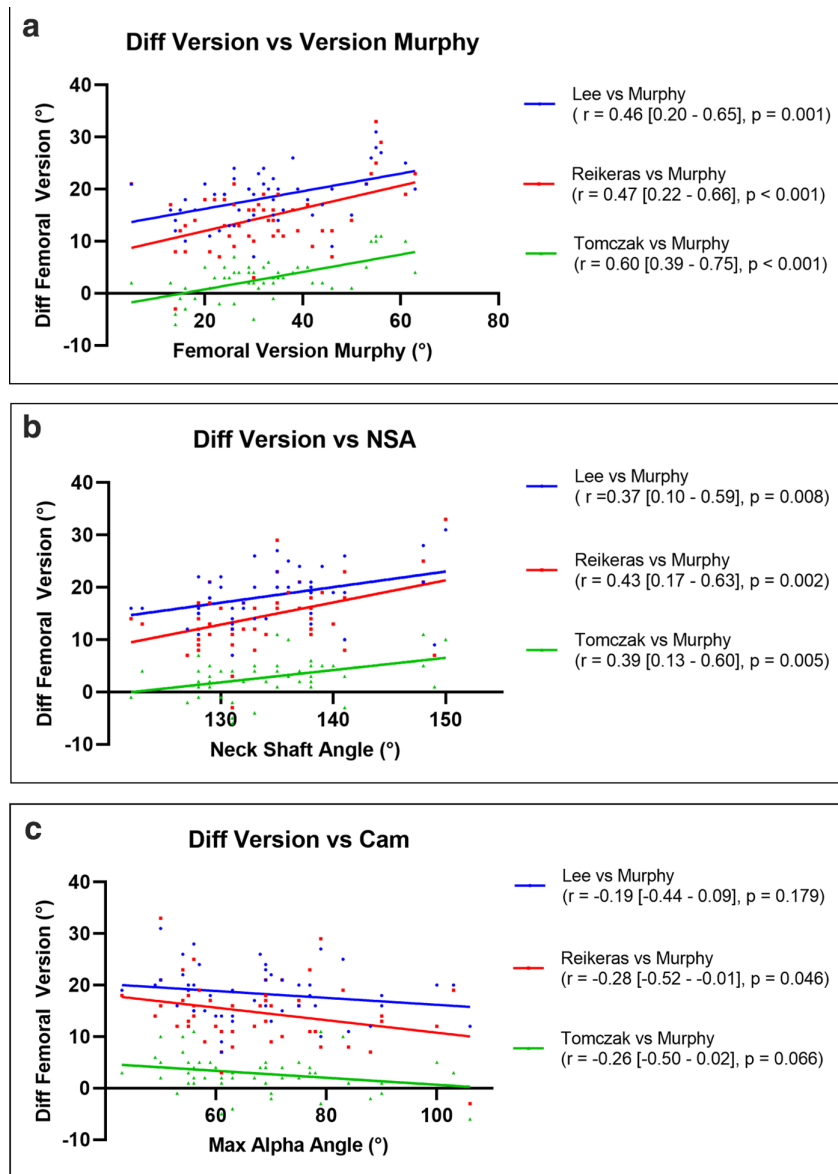 a
Diff Version vs Version Murphy
Diff Femoral Version (°)
40
30
20
10
0
-10
20
40
60
80
Femoral Version Murphy (°)
Lee vs Murphy
( r = 0.46 [0.20 - 0.65], p = 0.001)
Reikeras vs Murphy
(r = 0.47 [0.22 - 0.66], p < 0.001)
Tomczak vs Murphy
(r = 0.60 [0.39 - 0.75], p < 0.001)
b
Diff Version vs NSA
Diff Femoral Version (°)
40
30
20
10
0
-10
130
140
150
Neck Shaft Angle (°)
Lee vs Murphy
( r =0.37 [0.10 - 0.59], p = 0.008)
Reikeras vs Murphy
(r = 0.43 [0.17 - 0.63], p = 0.002)
Tomczak vs Murphy
(r = 0.39 [0.13 - 0.60], p = 0.005)
c
Diff Version vs Cam
Diff Femoral Version (°)
40
30
20
10
0
-10
60
80
100
Max Alpha Angle (°)
Lee vs Murphy
(r = -0.19 [-0.44 - 0.09], p = 0.179)
Reikeras vs Murphy
(r = -0.28 [-0.52 - -0.01], p = 0.046)
Tomczak vs Murphy
(r = -0.26 [-0.50 - 0.02], p = 0.066)